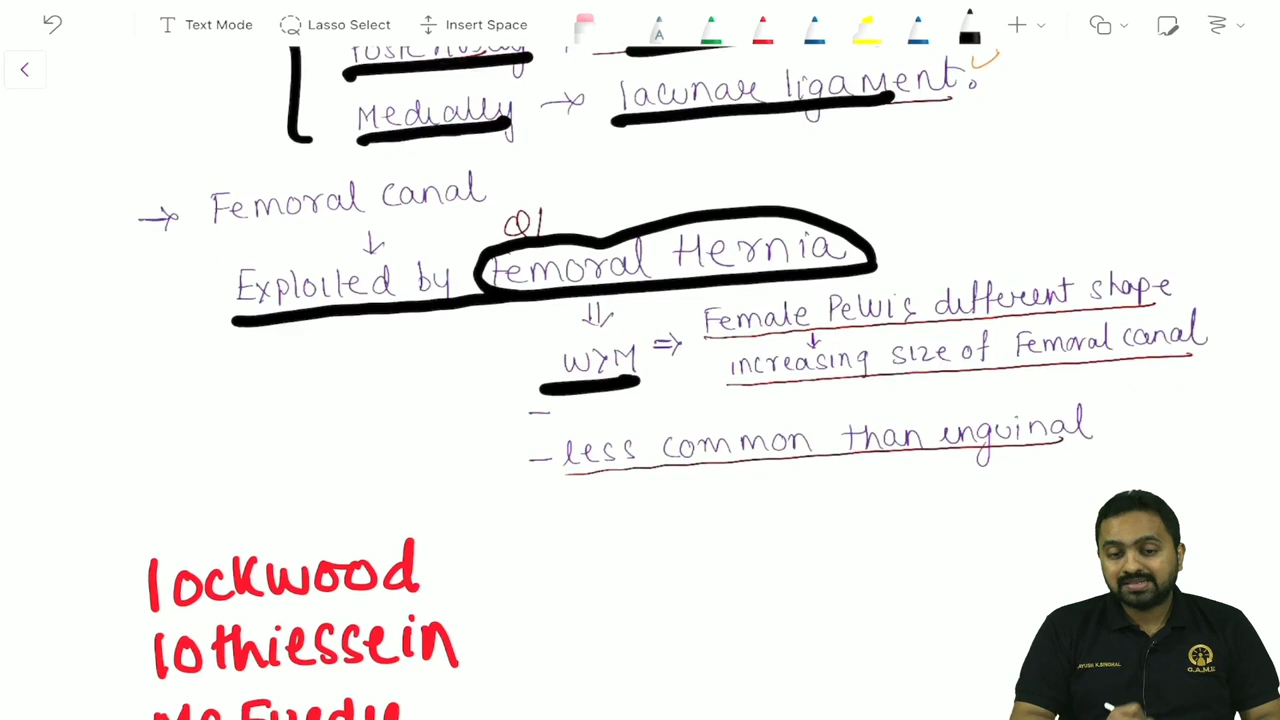 Text Mode
Lasso Select
Insert Space
A
Medially → lacunar ligament.
→ Femoral canal
Q1
↓
Exploited by femoral Hernia
⇓
W>M ⇒ Female Pelvis different shape
↓
increasing size of Femoral canal
–
– less common than inguinal
lockwood
lothiessein
G.A.M.E